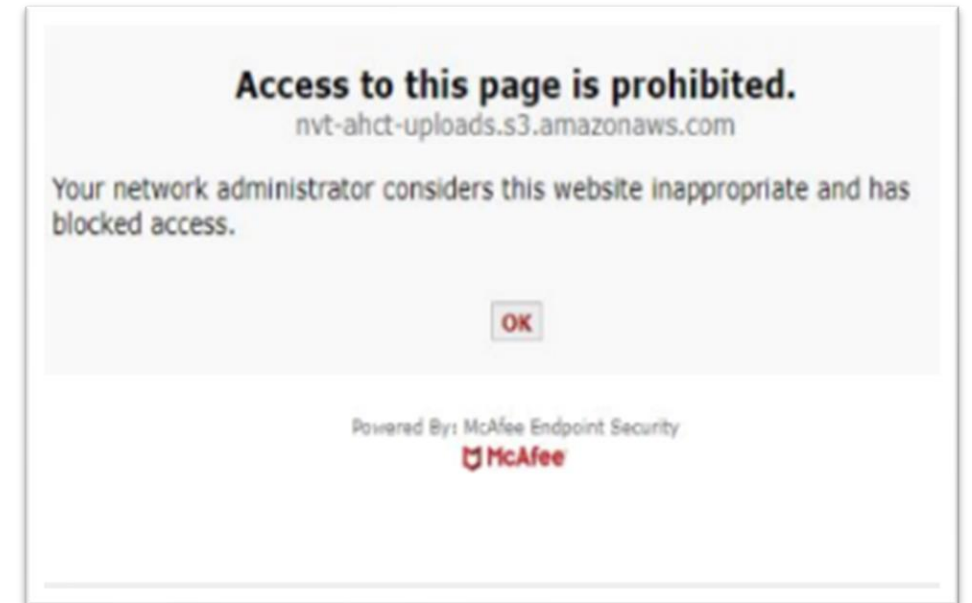 Access to this page is prohibited.
nvt-ahct-uploads.s3.amazonaws.com
Your network administrator considers this website inappropriate and has
blocked access.
OK
Powered By: McAfee Endpoint Security
McAfee